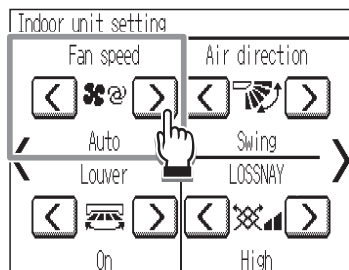 Indoor unit setting
Fan speed
Air direction
Auto
Swing
Louver
LOSSNAY
On
High